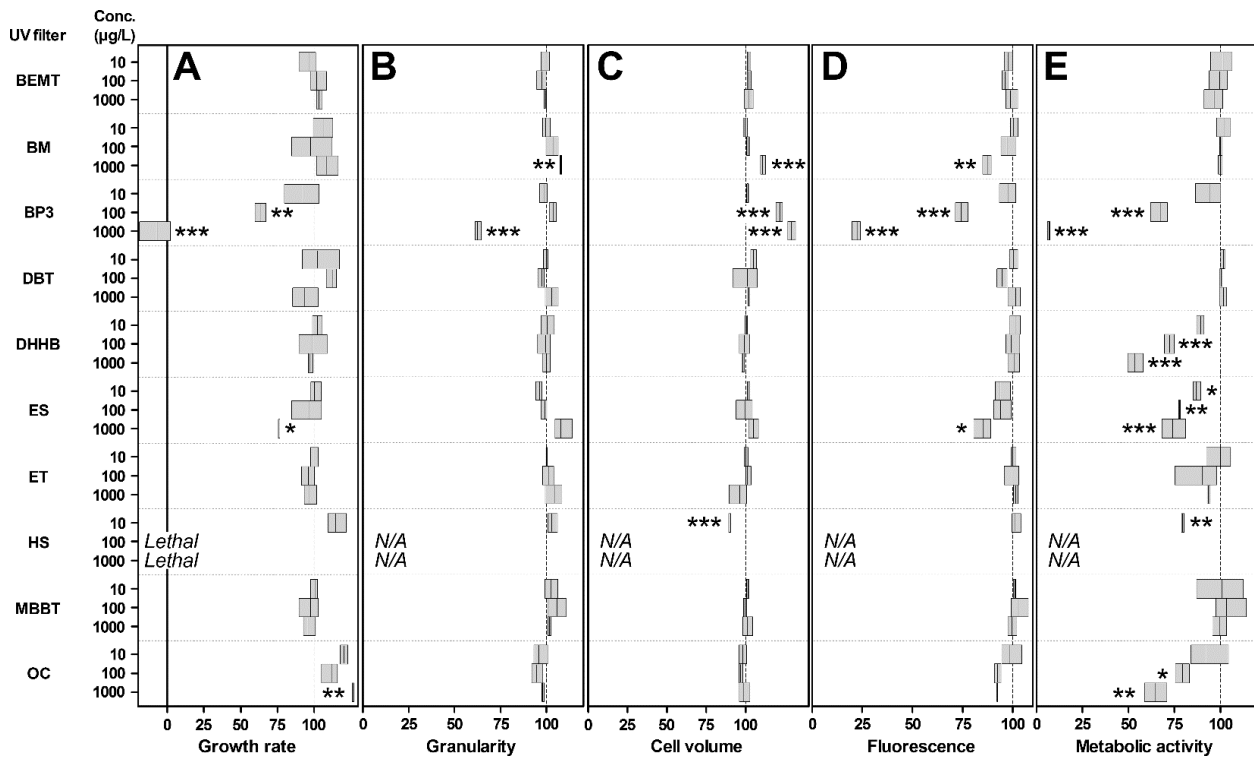 Conc.
UV filter (µg/L)
A B C D E
10
BEMT 100
1000
10
BM 100
1000 ** *** **
10
BP3 100 ** *** *** ***
1000 *** *** *** *** ***
10
DBT 100
1000
10
DHHB 100 ***
1000 ***
10 *
ES 100 **
1000 * * ***
10
ET 100
1000
10 *** **
HS 100 Lethal N/A N/A N/A N/A
1000 Lethal N/A N/A N/A N/A
10
MBBT 100
1000
10
OC 100 *
1000 ** **
0 25 50 75 100 0 25 50 75 100 0 25 50 75 100 0 25 50 75 100 0 25 50 75 100
Growth rate Granularity Cell volume Fluorescence Metabolic activity